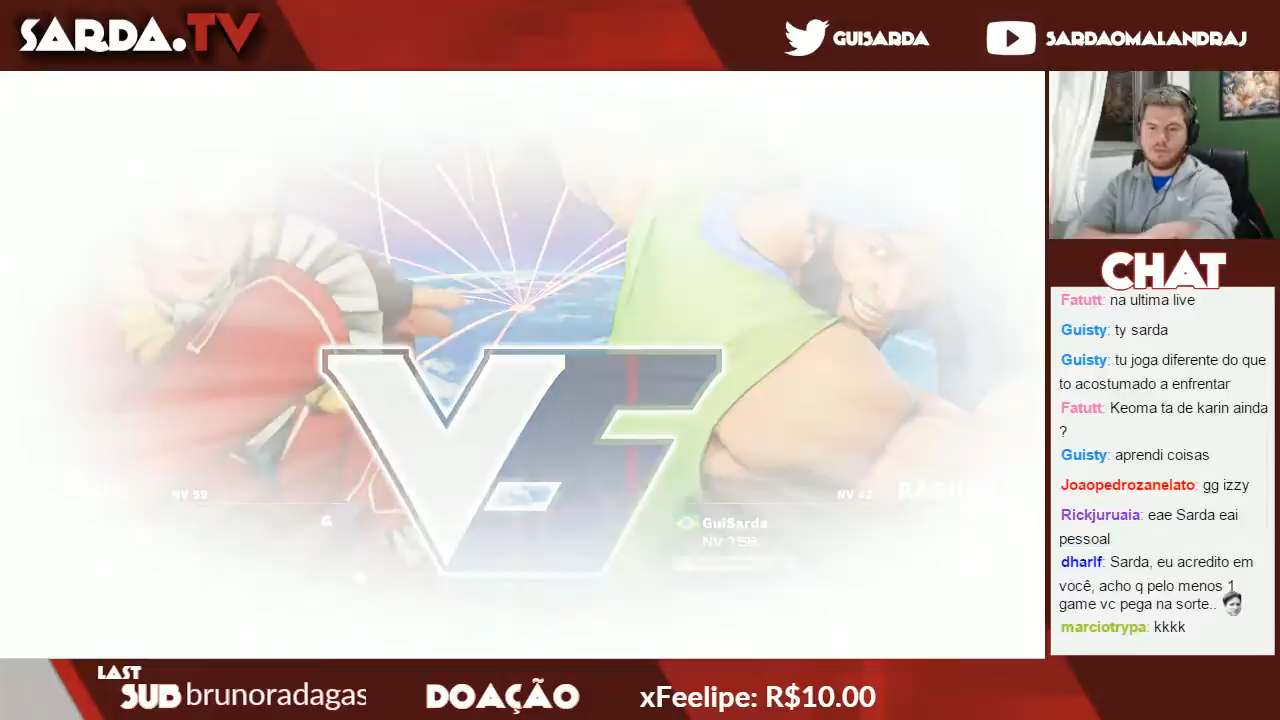 SARDA.TV
GUISARDA
SARDAOMALANDRAJ
VS
NV 59
NV 47
GuiSarda
CHAT
Fatutt: na ultima live
Guisty: ty sarda
Guisty: tu joga diferente do que
to acostumado a enfrentar
Fatutt: Keoma ta de karin ainda
?
Guisty: aprendi coisas
Joaopedrozanelato: gg izzy
Rickjuruaia: eae Sarda eai
pessoal
dharlf: Sarda, eu acredito em
você, acho q pelo menos 1
game vc pega na sorte..
marciotrypa: kkkk
LAST
SUB brunoradagas
DOAÇÃO
xFeelipe: R$10.00